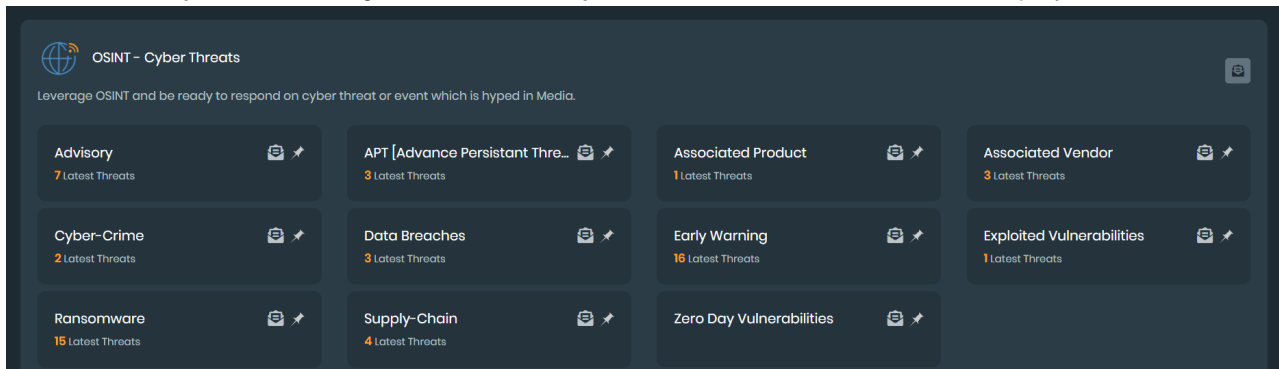 OSINT - Cyber Threats
Leverage OSINT and be ready to respond on cyber threat or event which is hyped in Media.
Advisory
7 Latest Threats
APT [Advance Persistant Thre...
3 Latest Threats
Associated Product
1 Latest Threats
Associated Vendor
3 Latest Threats
Cyber-Crime
2 Latest Threats
Data Breaches
3 Latest Threats
Early Warning
16 Latest Threats
Exploited Vulnerabilities
1 Latest Threats
Ransomware
15 Latest Threats
Supply-Chain
4 Latest Threats
Zero Day Vulnerabilities